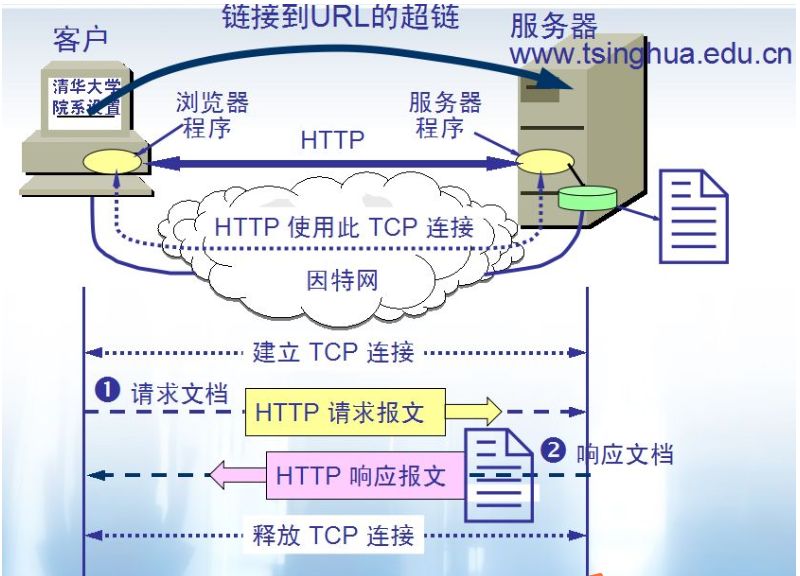 链接到URL的超链
客户
服务器
www.tsinghua.edu.cn
清华大学
院系设置
浏览器
程序
服务器
程序
HTTP
HTTP 使用此 TCP 连接
因特网
建立 TCP 连接
❶ 请求文档
HTTP 请求报文
❷ 响应文档
HTTP 响应报文
释放 TCP 连接